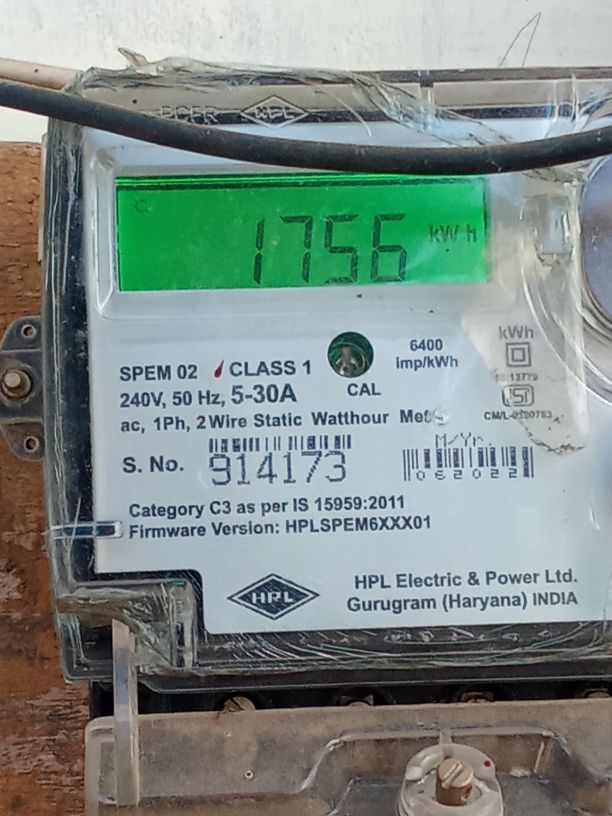 HPL
1756 kWh
SPEM 02 CLASS 1
240V, 50 Hz, 5-30A
ac, 1Ph, 2 Wire Static Watthour
CAL
6400
imp/kWh
kWh
IS 13779
S. No. 914173
M/Yr.
062022
Category C3 as per IS 15959:2011
Firmware Version: HPLSPEM6XXX01
HPL
HPL Electric & Power Ltd.
Gurugram (Haryana) INDIA